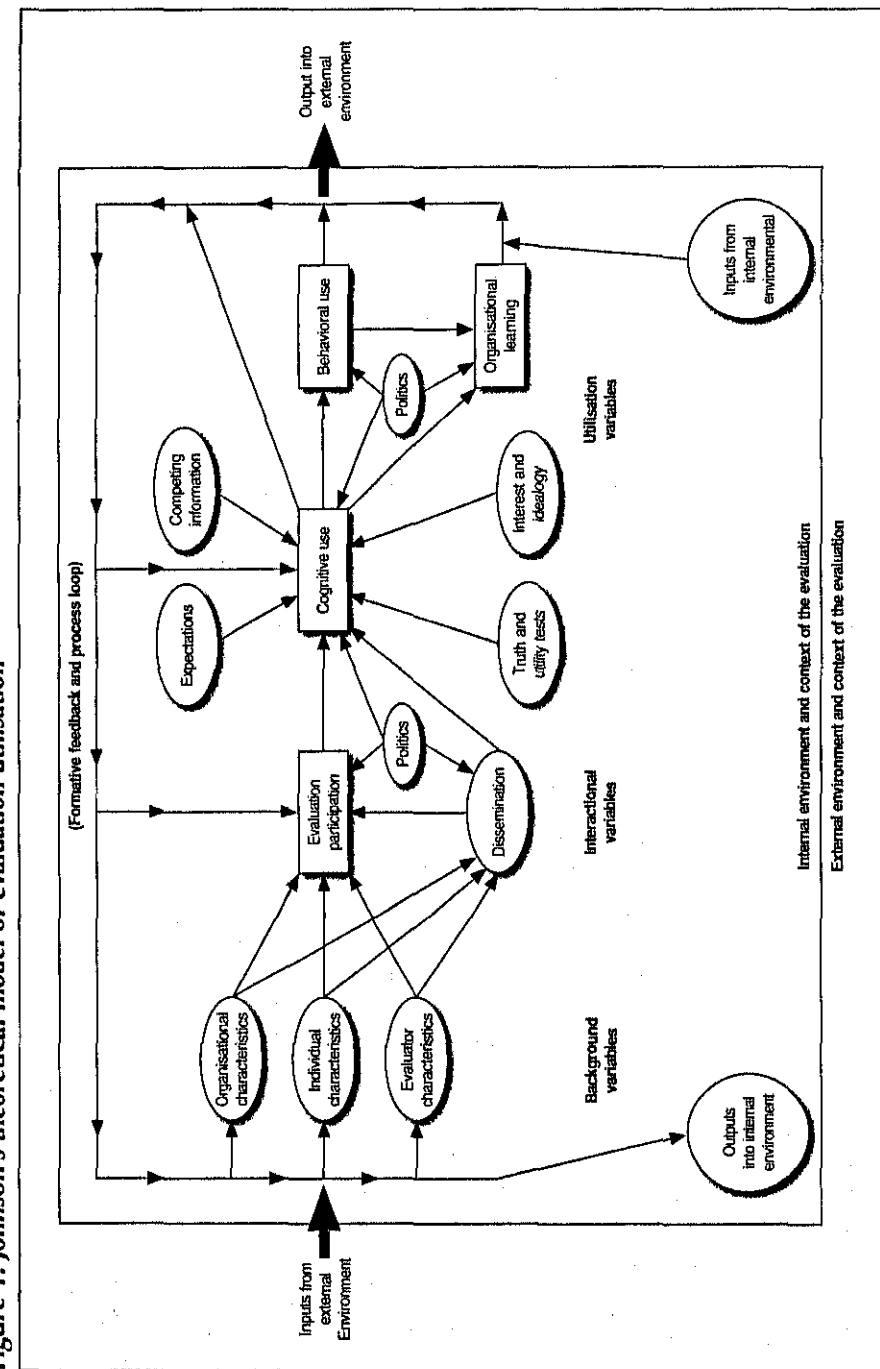 Figure 1: Johnson's theoretical model of evaluation utilisation
(Formative feedback and process loop)
Inputs from
external
Environment
Organisational
characteristics
Individual
characteristics
Evaluator
characteristics
Background
variables
Outputs
into internal
environment
Evaluation
participation
Politics
Dissemination
Interactional
variables
Expectations
Competing
information
Cognitive use
Truth and
utility tests
Interest and
idealogy
Behavioral use
Politics
Organisational
learning
Utilisation
variables
Inputs from
internal
environmental
Output into
external
environment
Internal environment and context of the evaluation
External environment and context of the evaluation